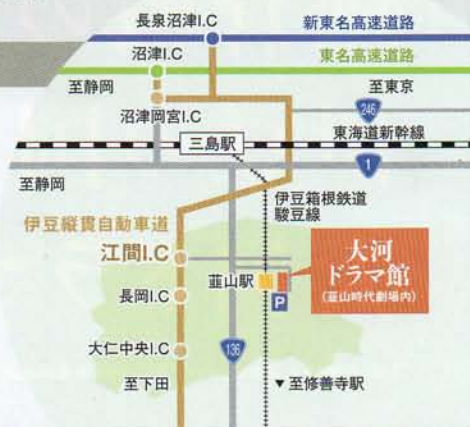 長泉沼津I.C
新東名高速道路
沼津I.C
東名高速道路
至静岡
至東京
246
沼津岡宮I.C
東海道新幹線
三島駅
1
至静岡
伊豆箱根鉄道
駿豆線
伊豆縦貫自動車道
江間I.C
大河
ドラマ館
(韮山時代劇場内)
韮山駅
P
長岡I.C
大仁中央I.C
136
至下田
▼至修善寺駅